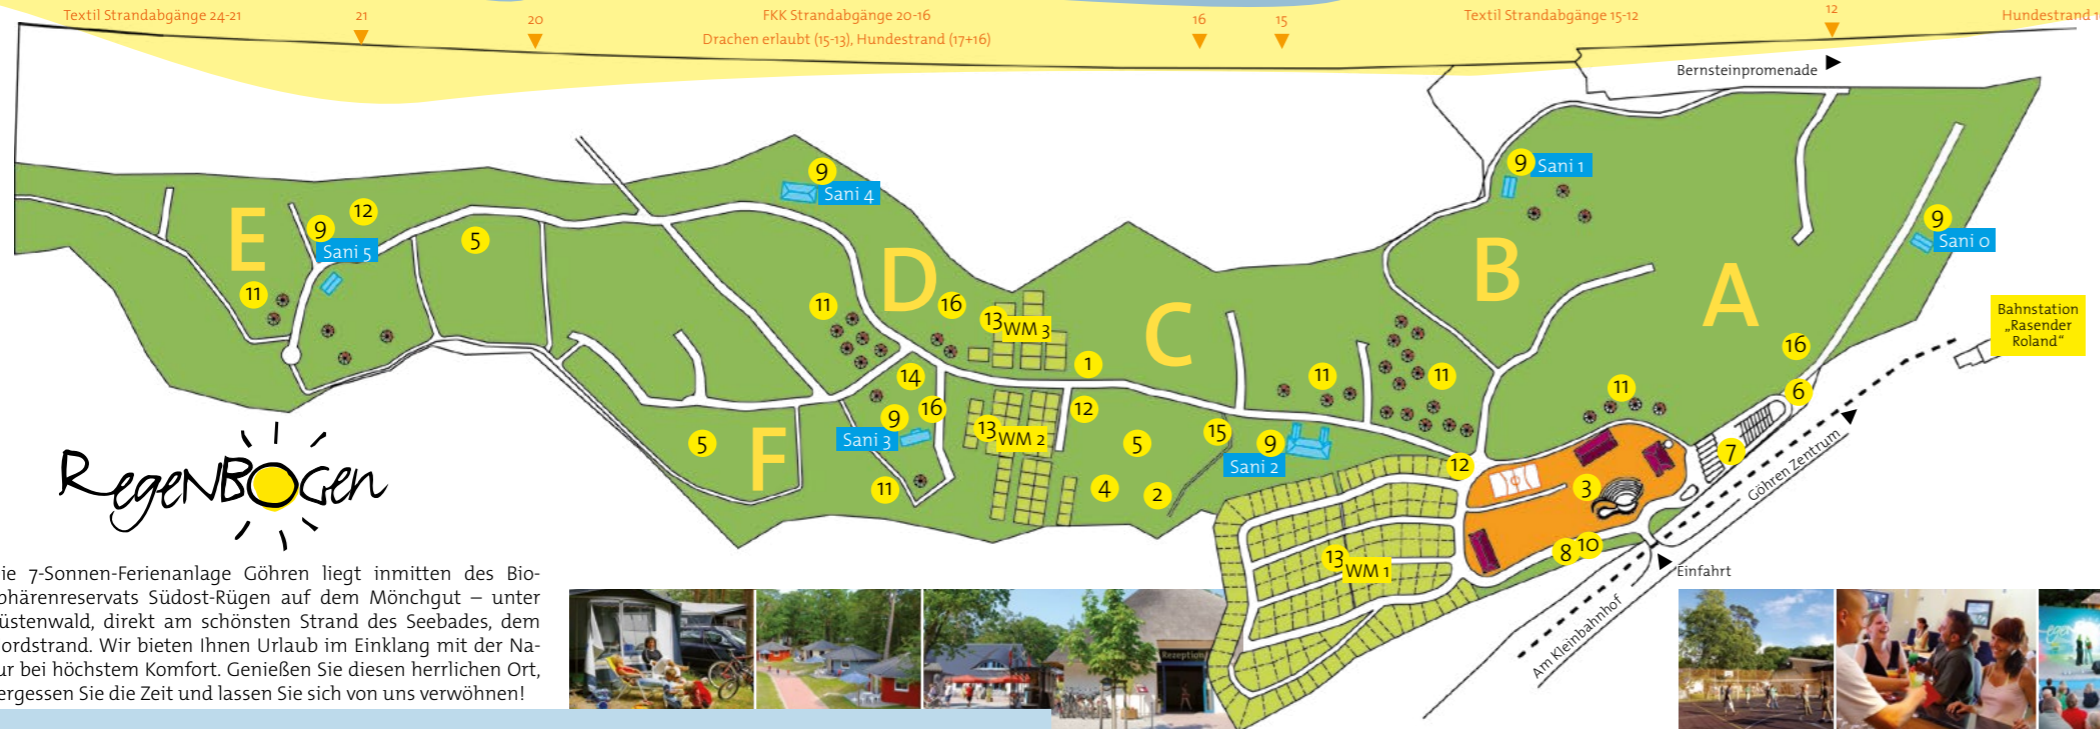 Textil Strandabgänge 24-21
21
20
FKK Strandabgänge 20-16
Drachen erlaubt (15-13), Hundestrand (17+16)
16
15
Textil Strandabgänge 15-12
12
Hundestrand 1
Bernsteinpromenade
9
Sani 4
9
Sani 1
9
Sani 0
E
9
12
Sani 5
5
11
D
11
16
13
WM 3
1
C
B
A
16
Bahnstation
„Rasender
Roland“
14
9
16
Sani 3
11
5
F
13
WM 2
12
5
4
2
15
9
Sani 2
11
11
11
6
7
12
3
8
10
13
WM 1
Göhren Zentrum
Einfahrt
Am Kleinbahnhof
RegeNBOGen
ie 7-Sonnen-Ferienanlage Göhren liegt inmitten des Bio-
phärenreservats Südost-Rügen auf dem Mönchgut – unter
üstenwald, direkt am schönsten Strand des Seebades, dem
ordstrand. Wir bieten Ihnen Urlaub im Einklang mit der Na-
ur bei höchstem Komfort. Genießen Sie diesen herrlichen Ort,
ergessen Sie die Zeit und lassen Sie sich von uns verwöhnen!
Rezeption